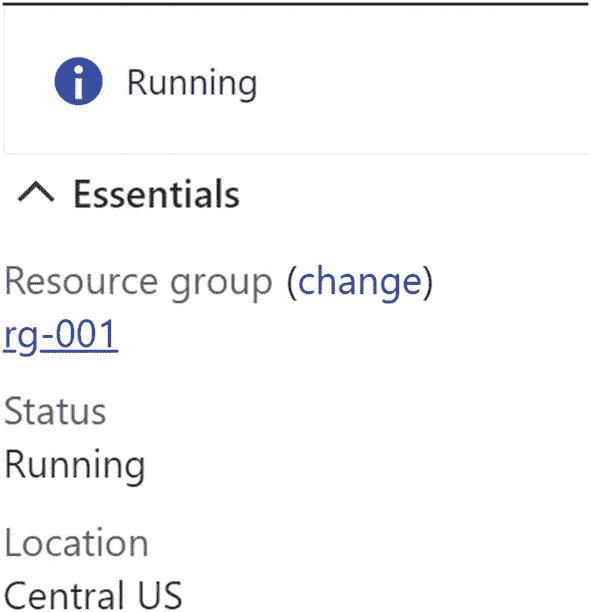 Running
Essentials
Resource group (change)
rg-001
Status
Running
Location
Central US